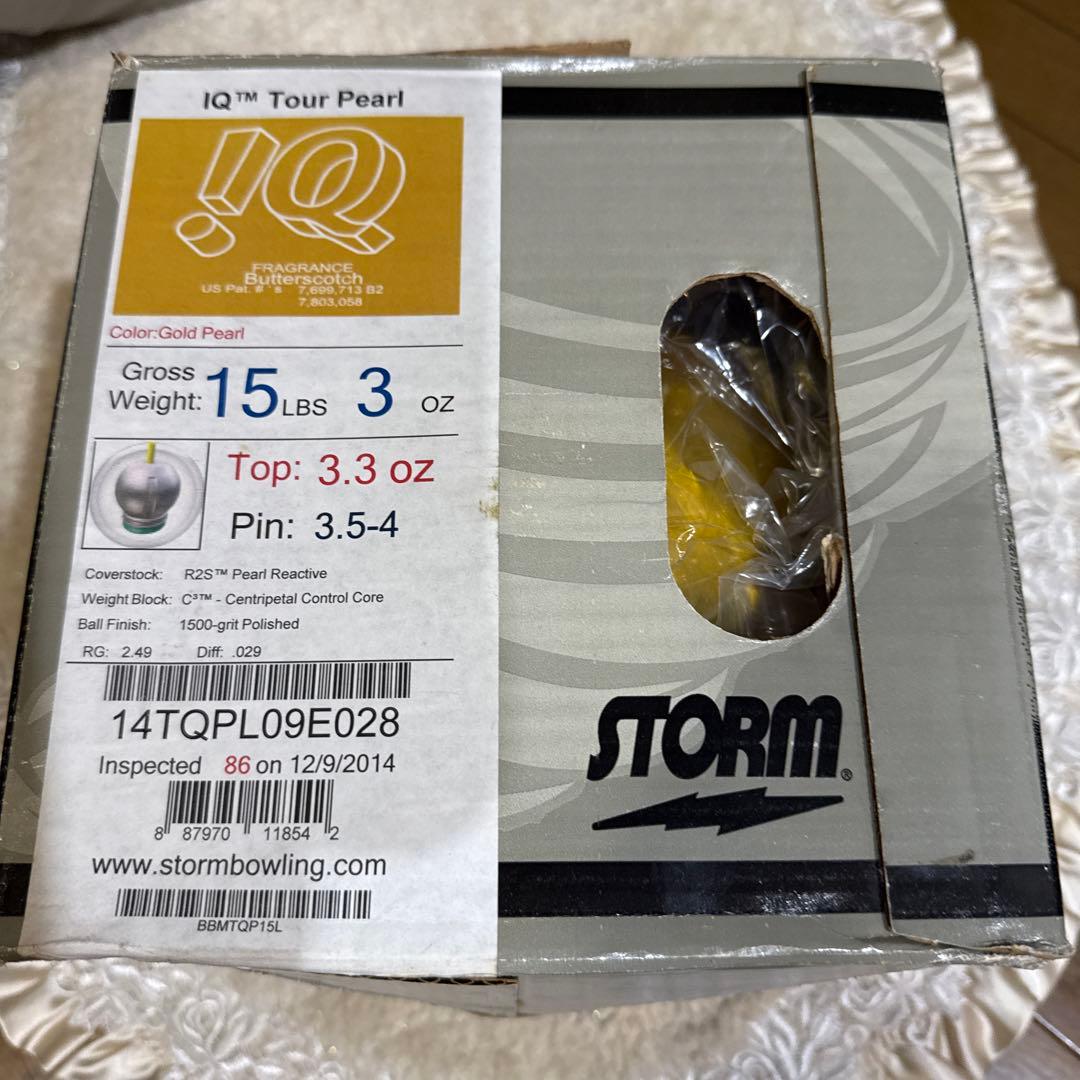 IQ™ Tour Pearl
!Q
FRAGRANCE
Butterscotch
US Pat. #'s 7,699,713 B2
7,803,058
Color:Gold Pearl
Gross Weight: 15 LBS 3 OZ
Top: 3.3 oz
Pin: 3.5-4
Coverstock: R2S™ Pearl Reactive
Weight Block: C³™ - Centripetal Control Core
Ball Finish: 1500-grit Polished
RG: 2.49 Diff: .029
14TQPL09E028
Inspected 86 on 12/9/2014
8 87970 11854 2
www.stormbowling.com
BBMTQP15L
STORM®